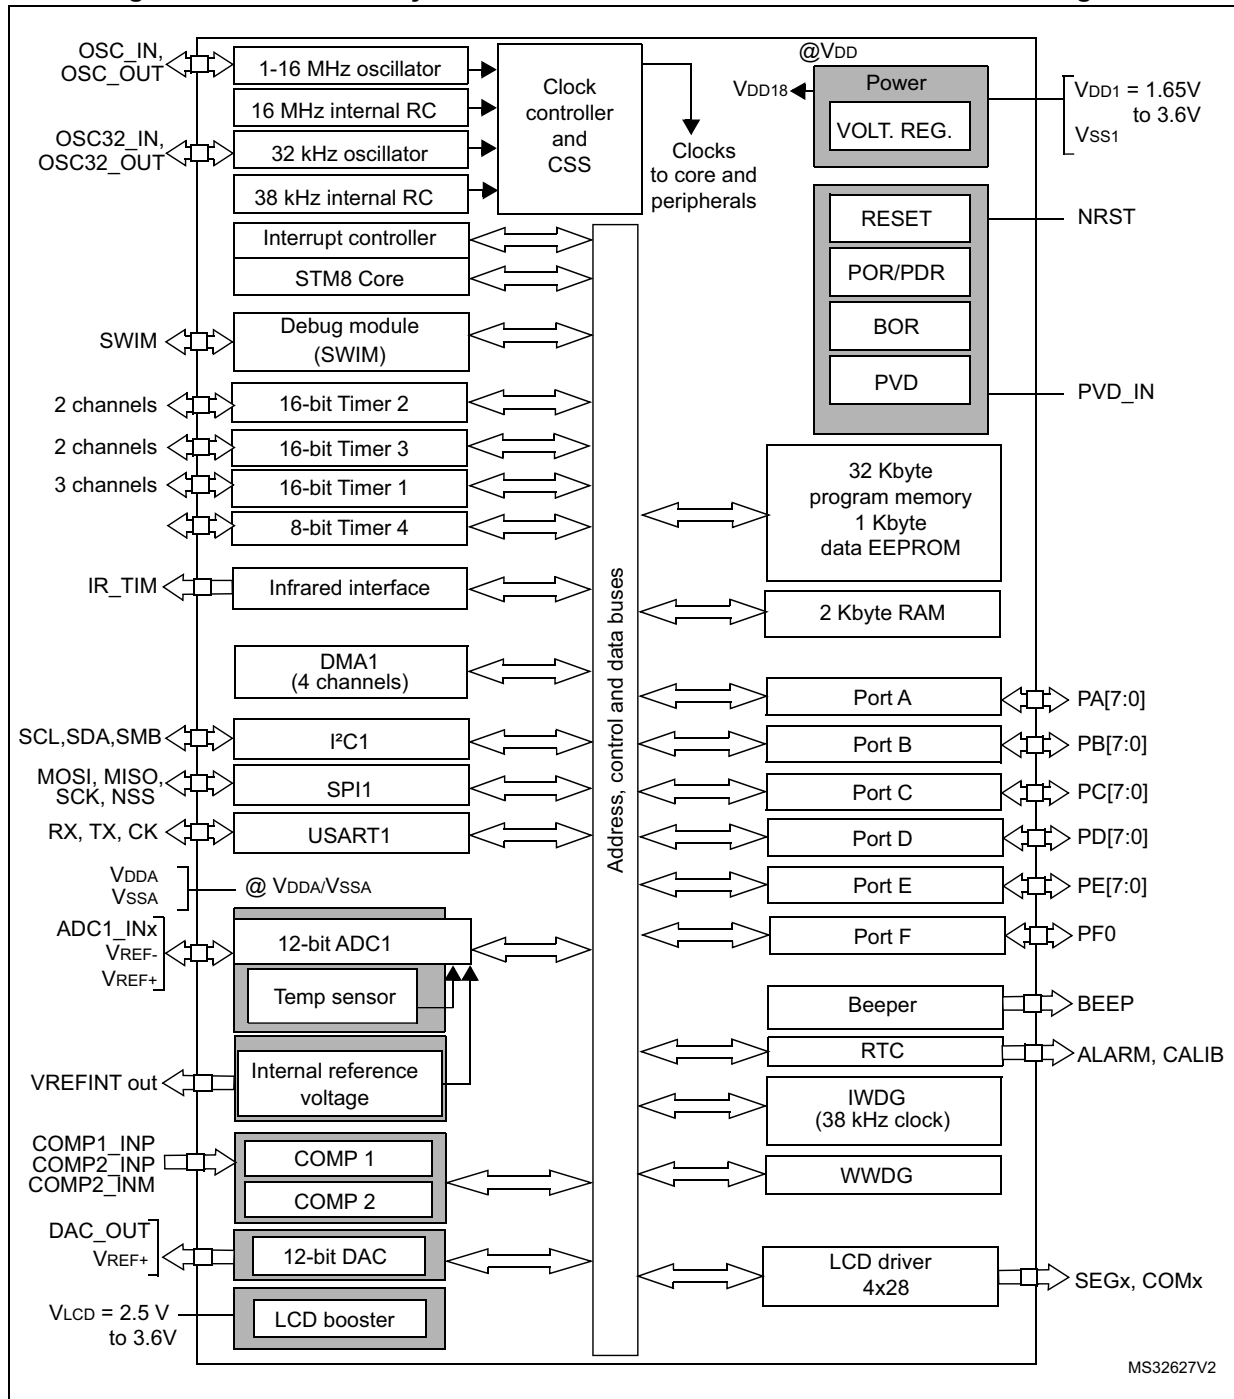 OSC_IN,
OSC_OUT
1-16 MHz oscillator
16 MHz internal RC
OSC32_IN,
OSC32_OUT
32 kHz oscillator
38 kHz internal RC
Clock
controller
and
CSS
Clocks
to core and
peripherals
@VDD
VDD18
Power
VOLT. REG.
VDD1 = 1.65V
to 3.6V
VSS1
RESET
NRST
POR/PDR
BOR
PVD
PVD_IN
Interrupt controller
STM8 Core
SWIM
Debug module
(SWIM)
2 channels
16-bit Timer 2
2 channels
16-bit Timer 3
3 channels
16-bit Timer 1
8-bit Timer 4
IR_TIM
Infrared interface
DMA1
(4 channels)
SCL,SDA,SMB
I²C1
MOSI, MISO,
SCK, NSS
SPI1
RX, TX, CK
USART1
VDDA
VSSA
@ VDDA/VSSA
ADC1_INx
VREF-
VREF+
12-bit ADC1
Temp sensor
VREFINT out
Internal reference
voltage
COMP1_INP
COMP2_INP
COMP2_INM
COMP 1
COMP 2
DAC_OUT
VREF+
12-bit DAC
VLCD = 2.5 V
to 3.6V
LCD booster
Address, control and data buses
32 Kbyte
program memory
1 Kbyte
data EEPROM
2 Kbyte RAM
Port A
PA[7:0]
Port B
PB[7:0]
Port C
PC[7:0]
Port D
PD[7:0]
Port E
PE[7:0]
Port F
PF0
Beeper
BEEP
RTC
ALARM, CALIB
IWDG
(38 kHz clock)
WWDG
LCD driver
4x28
SEGx, COMx
MS32627V2